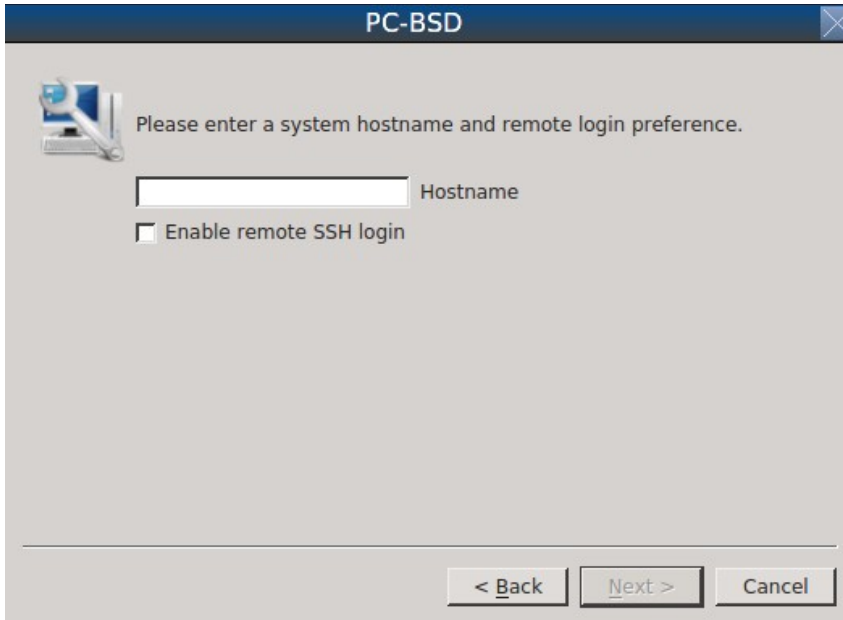 PC-BSD
Please enter a system hostname and remote login preference.
Hostname
Enable remote SSH login
< Back Next > Cancel